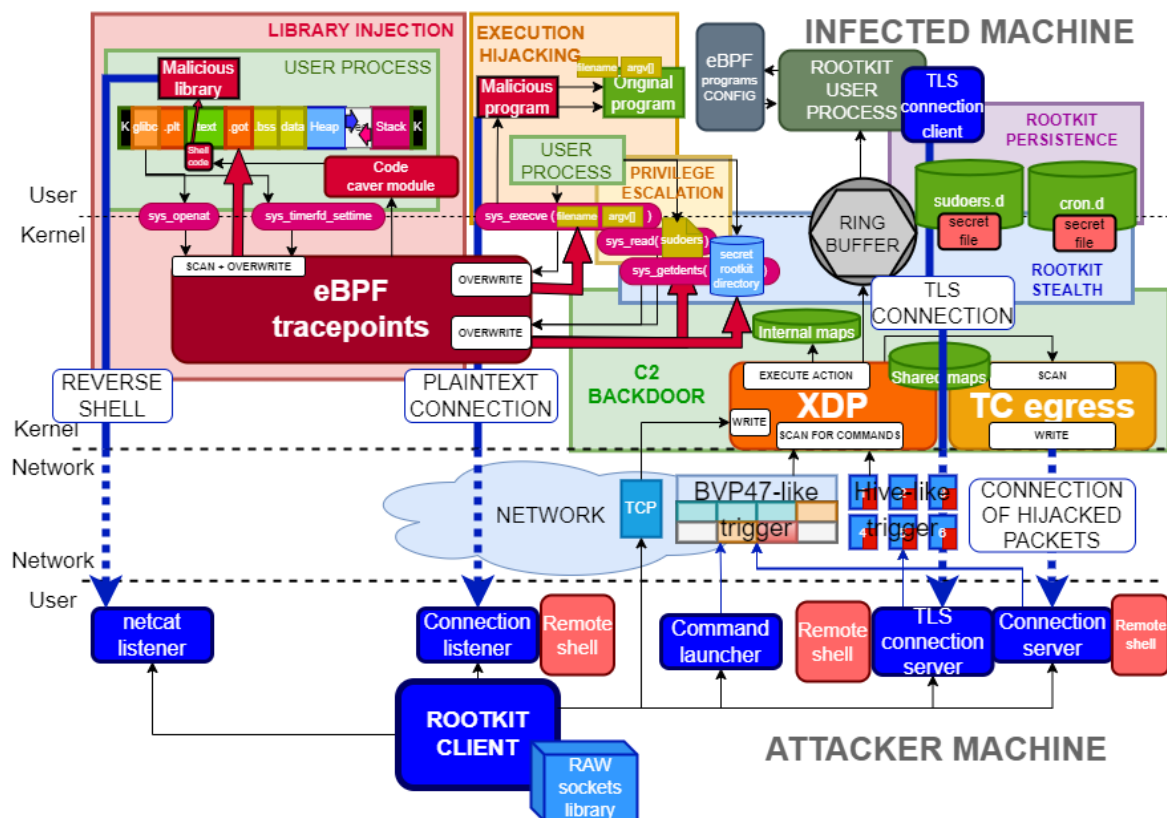 LIBRARY INJECTION
EXECUTION
HIJACKING
INFECTED MACHINE
USER PROCESS
Malicious
library
K
glibc
.plt
.text
.got
.bss
data
Heap
Stack
K
Shell
code
Code
caver module
sys_openat
sys_timerfd_settime
SCAN + OVERWRITE
eBPF
tracepoints
OVERWRITE
OVERWRITE
Malicious
program
filename
argv[]
Original
program
USER
PROCESS
PRIVILEGE
ESCALATION
sys_execve (
filename
argv[]
)
sys_read(
sudoers
)
sys_getdents(
secret
rootkit
directory
)
eBPF
programs
CONFIG
ROOTKIT
USER
PROCESS
TLS
connection
client
ROOTKIT
PERSISTENCE
sudoers.d
secret
file
cron.d
secret
file
RING
BUFFER
ROOTKIT
STEALTH
TLS
CONNECTION
User
Kernel
Internal maps
C2
BACKDOOR
EXECUTE ACTION
XDP
WRITE
SCAN FOR COMMANDS
Shared maps
SCAN
TC egress
WRITE
REVERSE
SHELL
PLAINTEXT
CONNECTION
Kernel
Network
NETWORK
TCP
BVP47-like
trigger
Hive-like
trigger
1
2
4
6
CONNECTION
OF HIJACKED
PACKETS
Network
User
netcat
listener
Connection
listener
Remote
shell
Command
launcher
Remote
shell
TLS
connection
server
Connection
server
Remote
shell
ROOTKIT
CLIENT
RAW
sockets
library
ATTACKER MACHINE